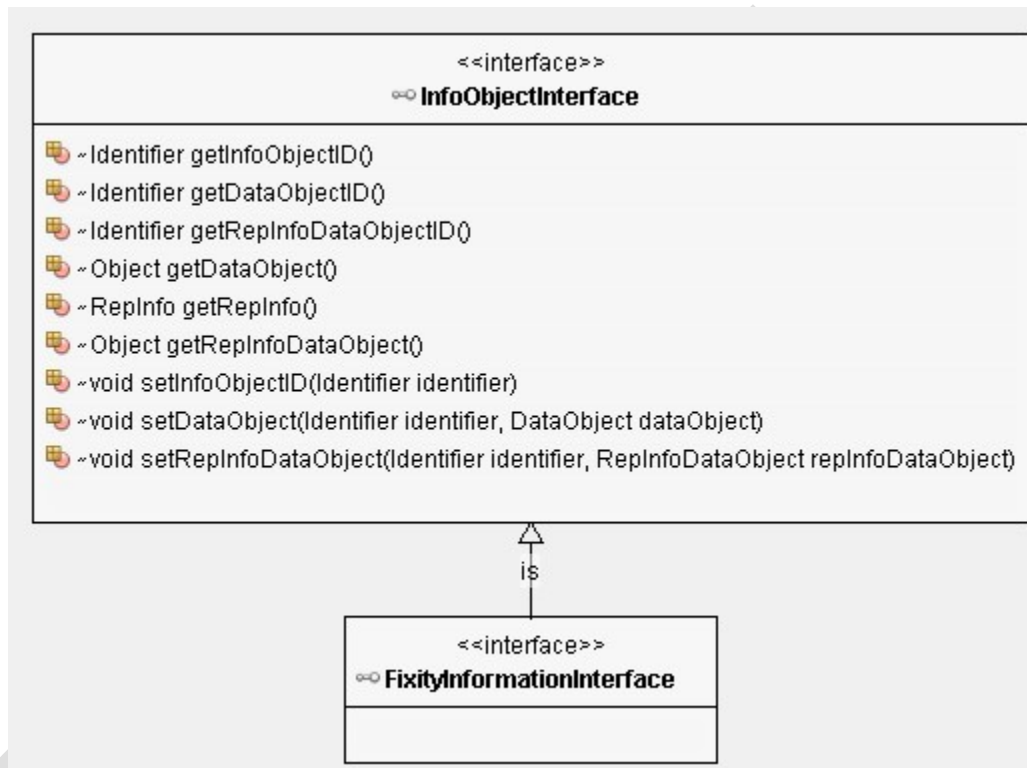 <<interface>>
InfoObjectInterface
~Identifier getInfoObjectID()
~Identifier getDataObjectID()
~Identifier getRepInfoDataObjectID()
~Object getDataObject()
~RepInfo getRepInfo()
~Object getRepInfoDataObject()
~void setInfoObjectID(Identifier identifier)
~void setDataObject(Identifier identifier, DataObject dataObject)
~void setRepInfoDataObject(Identifier identifier, RepInfoDataObject repInfoDataObject)
is
<<interface>>
FixityInformationInterface